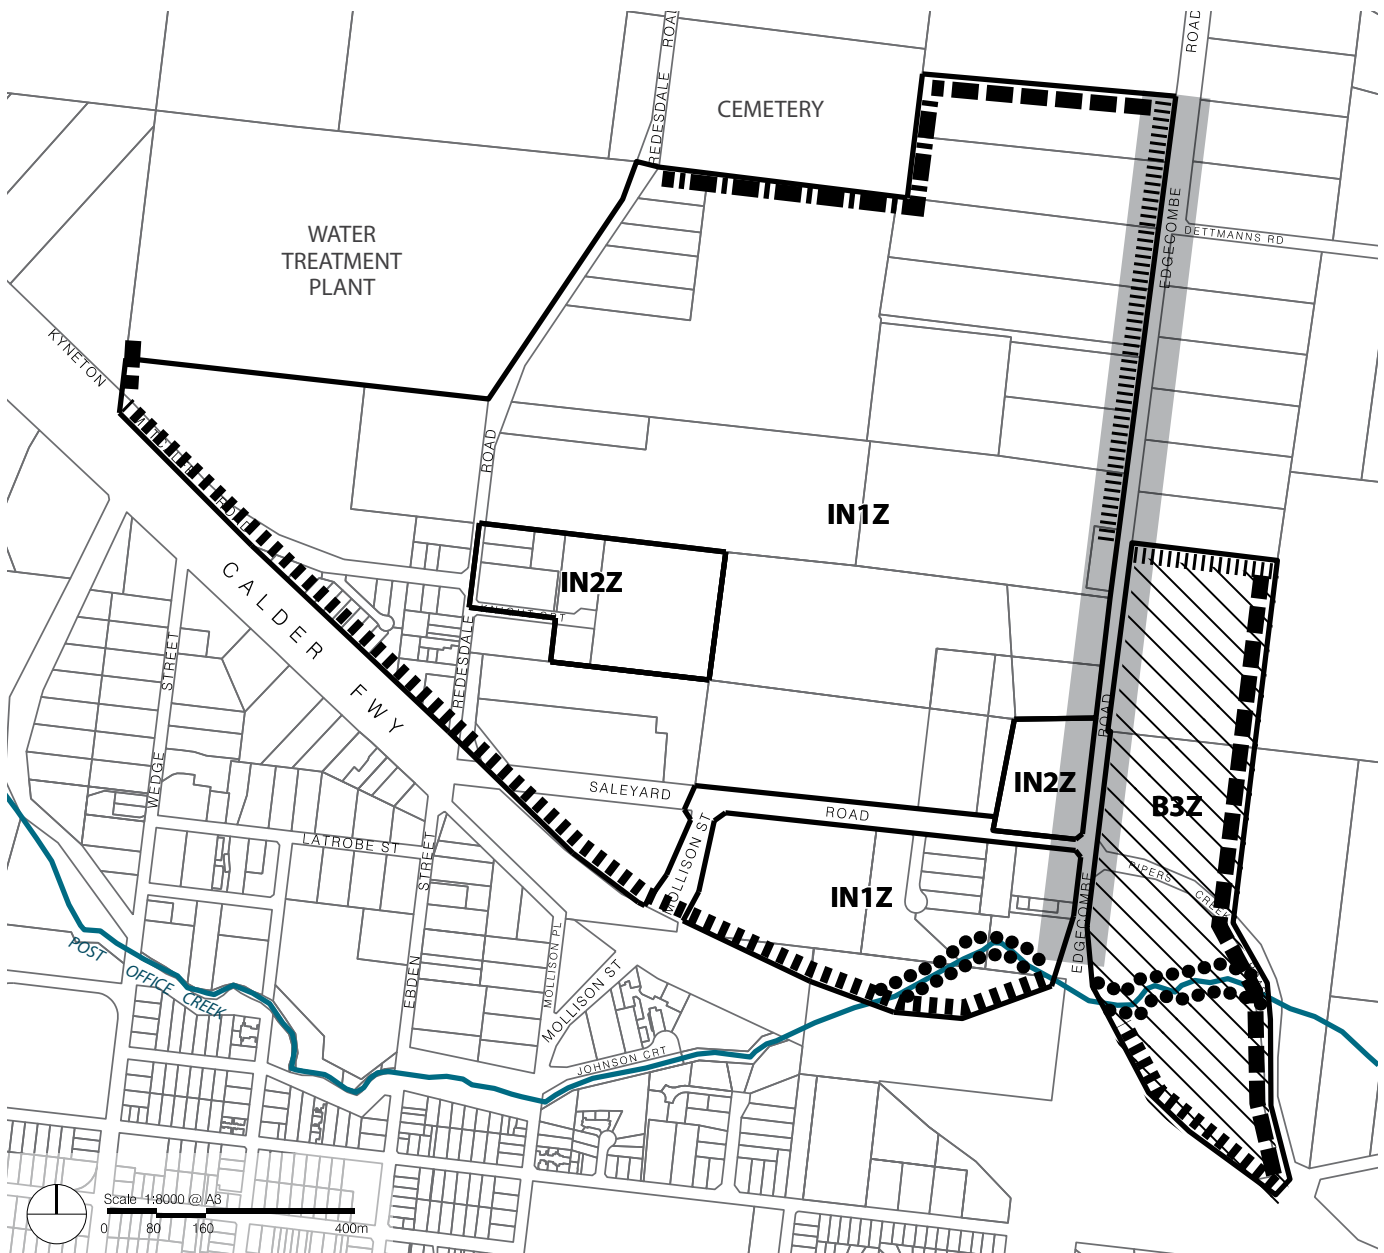 ROAD
ROAD
REDESDALE
CEMETERY
EDGECOMBE
DETTMANNS RD
WATER
TREATMENT
PLANT
KYNETON
ROAD
IN1Z
CALDER FWY
IN2Z
REDESDALE
STREET
ROAD
WEDGE
SALEYARD
ROAD
IN2Z
B3Z
LATROBE ST
STREET
MOLLISON ST
IN1Z
PIPERS CREEK
EDGECOMBE
POST OFFICE CREEK
EBDEN
MOLLISON PL
MOLLISON ST
JOHNSON CRT
Scale 1:8000 @ A3
0 80 160 400m